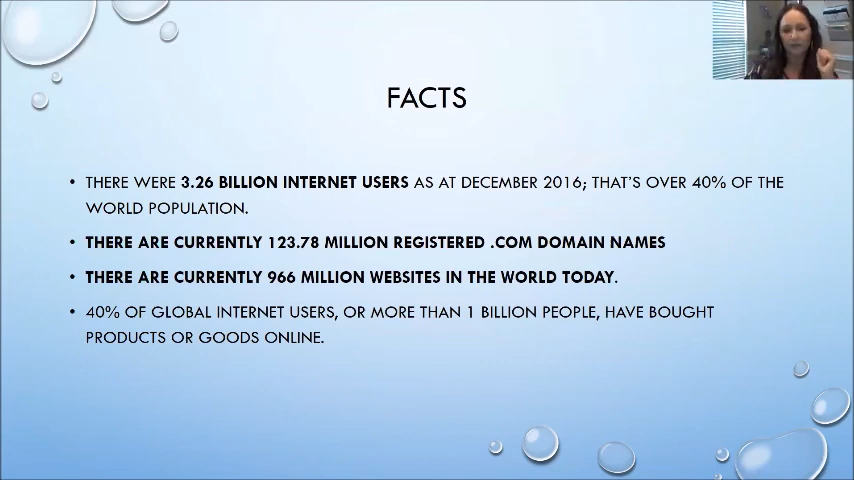 FACTS
• THERE WERE 3.26 BILLION INTERNET USERS AS AT DECEMBER 2016; THAT'S OVER 40% OF THE
WORLD POPULATION.
• THERE ARE CURRENTLY 123.78 MILLION REGISTERED .COM DOMAIN NAMES
• THERE ARE CURRENTLY 966 MILLION WEBSITES IN THE WORLD TODAY.
• 40% OF GLOBAL INTERNET USERS, OR MORE THAN 1 BILLION PEOPLE, HAVE BOUGHT
PRODUCTS OR GOODS ONLINE.